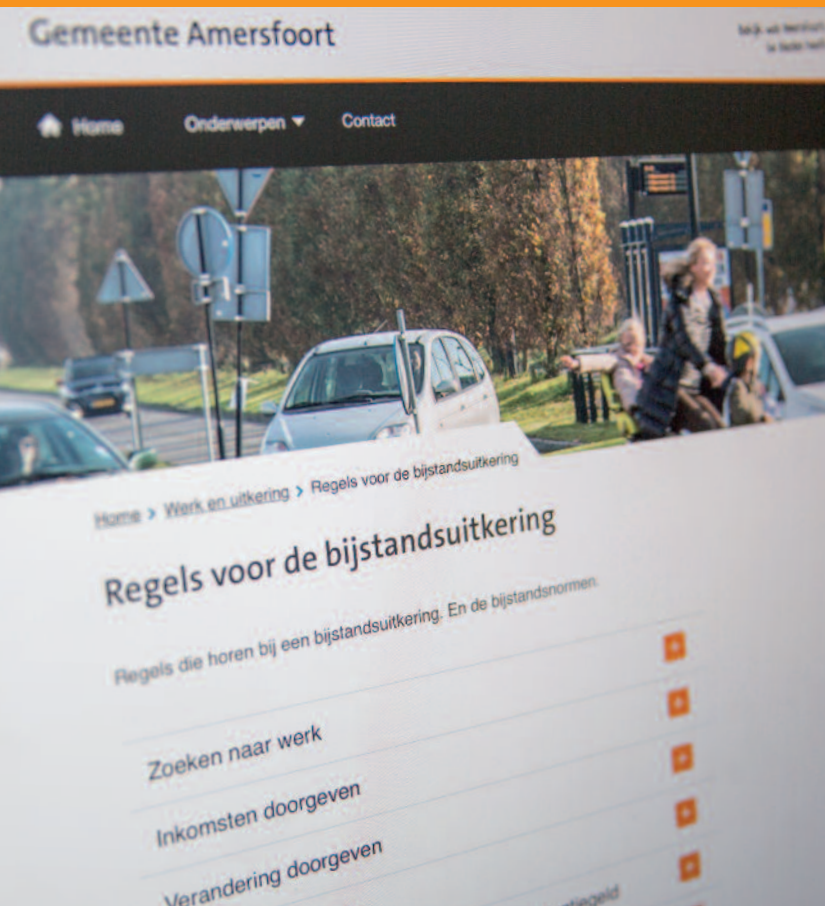 Gemeente Amersfoort
Home Onderwerpen Contact
Home > Werk en uitkering > Regels voor de bijstandsuitkering
Regels voor de bijstandsuitkering
Regels die horen bij een bijstandsuitkering. En de bijstandsnormen
Zoeken naar werk
Inkomsten doorgeven
Verandering doorgeven